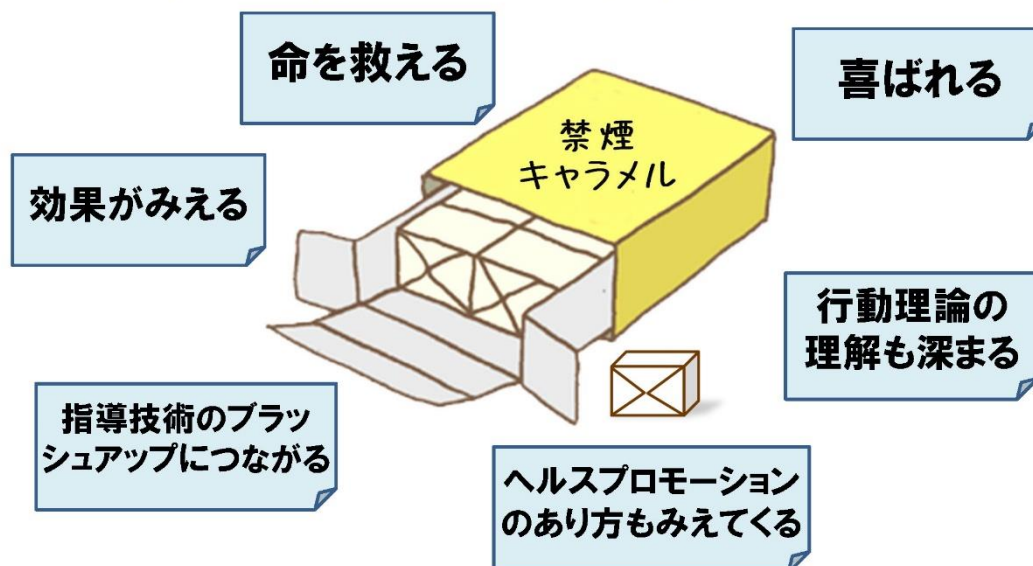 命を救える
喜ばれる
禁煙
キャラメル
効果がみえる
行動理論の
理解も深まる
指導技術のブラッ
シュアップにつながる
ヘルスプロモーション
のあり方もみえてくる